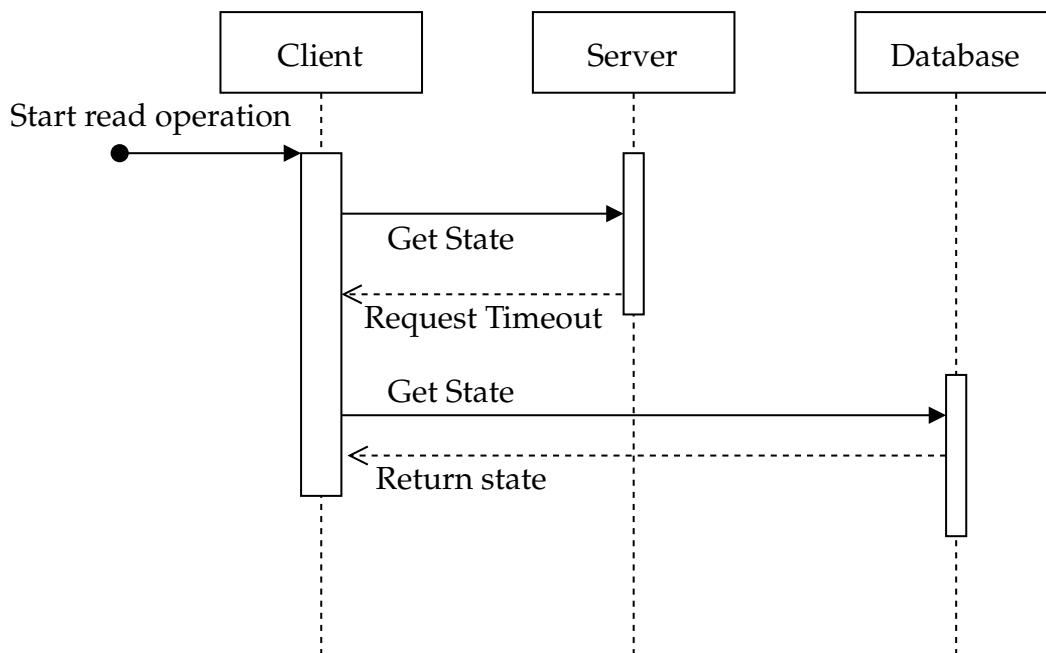 Client
Server
Database
Start read operation
Get State
Request Timeout
Get State
Return state